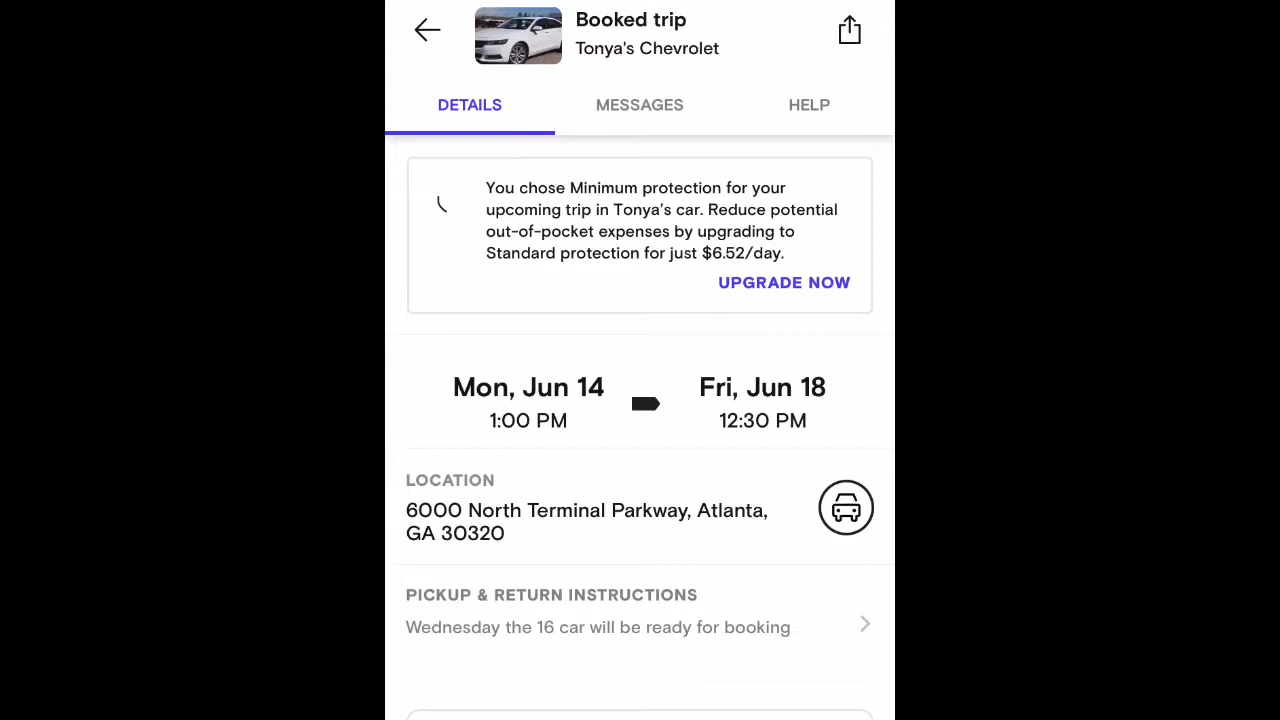 Booked trip
Tonya's Chevrolet
DETAILS
MESSAGES
HELP
You chose Minimum protection for your
upcoming trip in Tonya's car. Reduce potential
out-of-pocket expenses by upgrading to
Standard protection for just $6.52/day.
UPGRADE NOW
Mon, Jun 14
Fri, Jun 18
1:00 PM
12:30 PM
LOCATION
6000 North Terminal Parkway, Atlanta,
GA 30320
PICKUP & RETURN INSTRUCTIONS
Wednesday the 16 car will be ready for booking